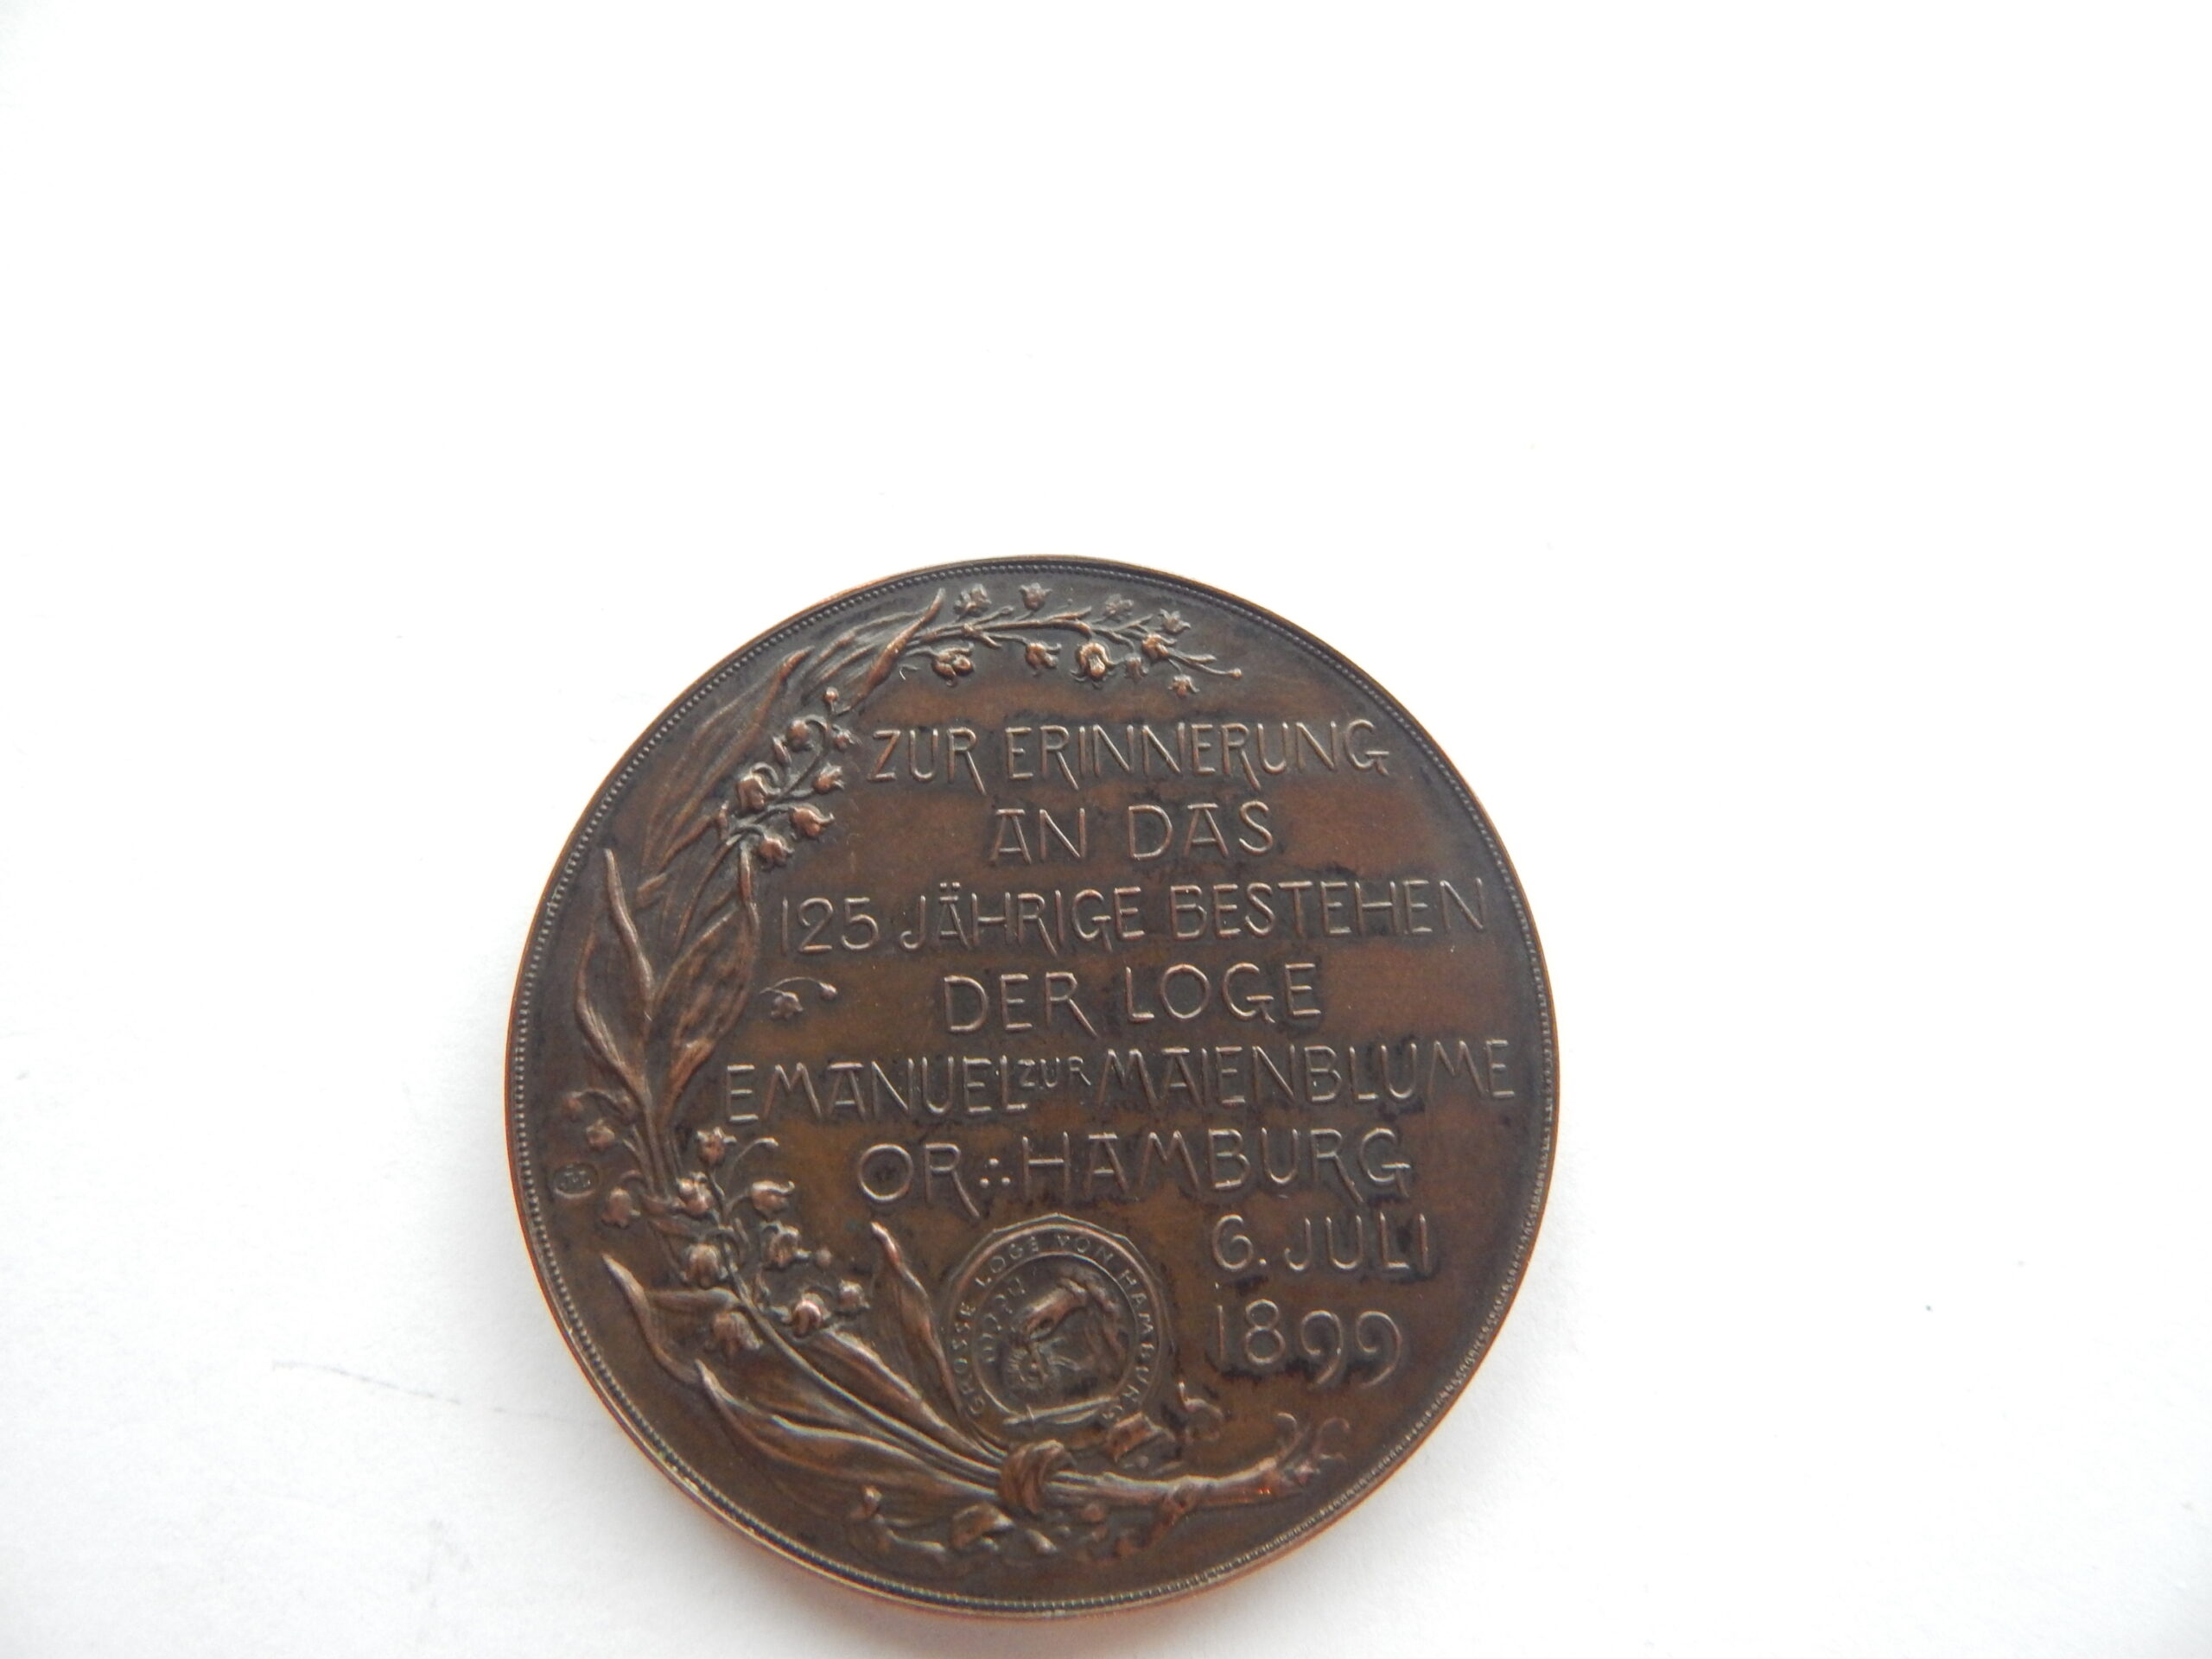 ZUR ERINNERUNG
AN DAS
125 JÄHRIGE BESTEHEN
DER LOGE
EMANUEL ZUR MAIENBLUME
OR∴HAMBURG
6. JULI
1899
GROSSE LOGE VON HAMBURG